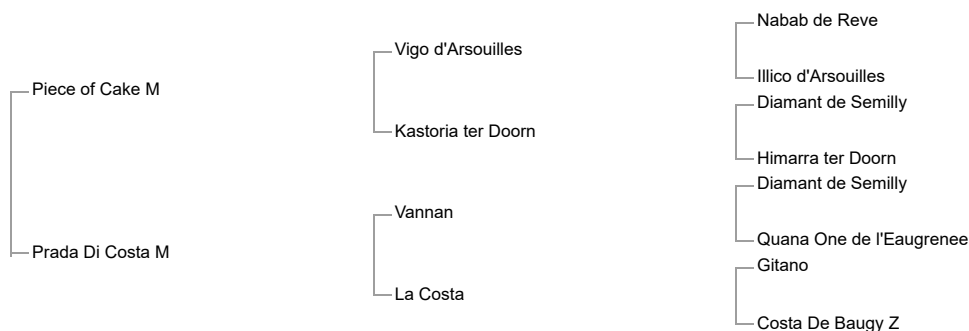 Nabab de Reve
Vigo d'Arsouilles
Illico d'Arsouilles
Piece of Cake M
Diamant de Semilly
Kastoria ter Doorn
Himarra ter Doorn
Diamant de Semilly
Vannan
Quana One de l'Eaugrenee
Prada Di Costa M
Gitano
La Costa
Costa De Baugy Z